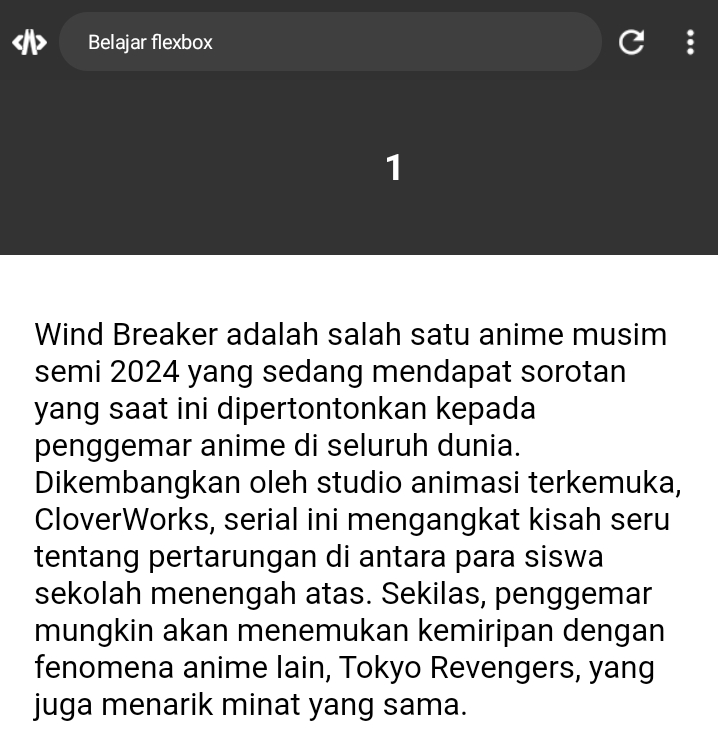 Belajar flexbox
1
Wind Breaker adalah salah satu anime musim
semi 2024 yang sedang mendapat sorotan
yang saat ini dipertontonkan kepada
penggemar anime di seluruh dunia.
Dikembangkan oleh studio animasi terkemuka,
CloverWorks, serial ini mengangkat kisah seru
tentang pertarungan di antara para siswa
sekolah menengah atas. Sekilas, penggemar
mungkin akan menemukan kemiripan dengan
fenomena anime lain, Tokyo Revengers, yang
juga menarik minat yang sama.